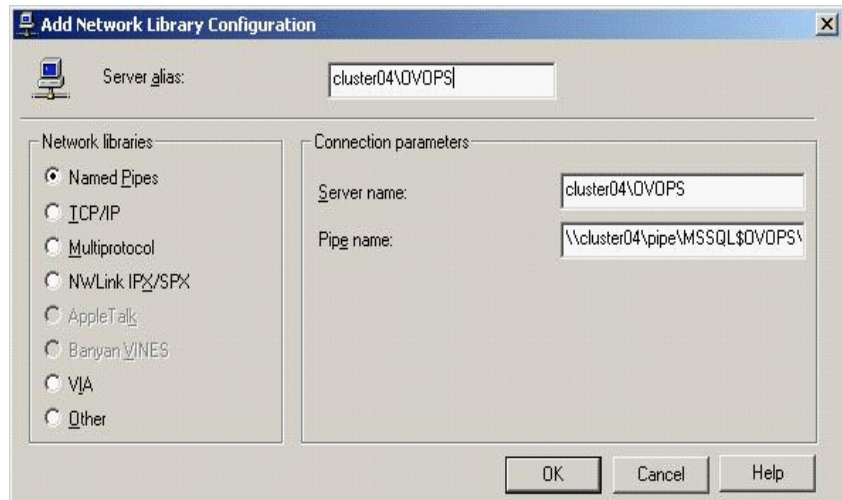 Add Network Library Configuration
Server alias: cluster04\OVOPS
Network libraries
Named Pipes
TCP/IP
Multiprotocol
NWLink IPX/SPX
AppleTalk
Banyan VINES
VIA
Other
Connection parameters
Server name: cluster04\OVOPS
Pipe name: \\cluster04\pipe\MSSQL$OVOPS\
OK Cancel Help